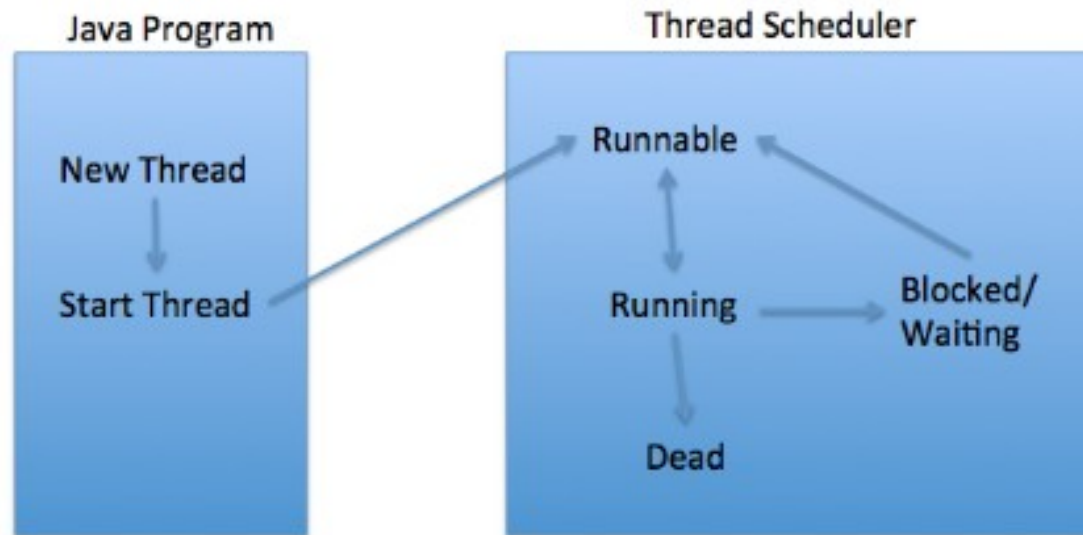 Java Program
New Thread
Start Thread
Thread Scheduler
Runnable
Running
Blocked/
Waiting
Dead